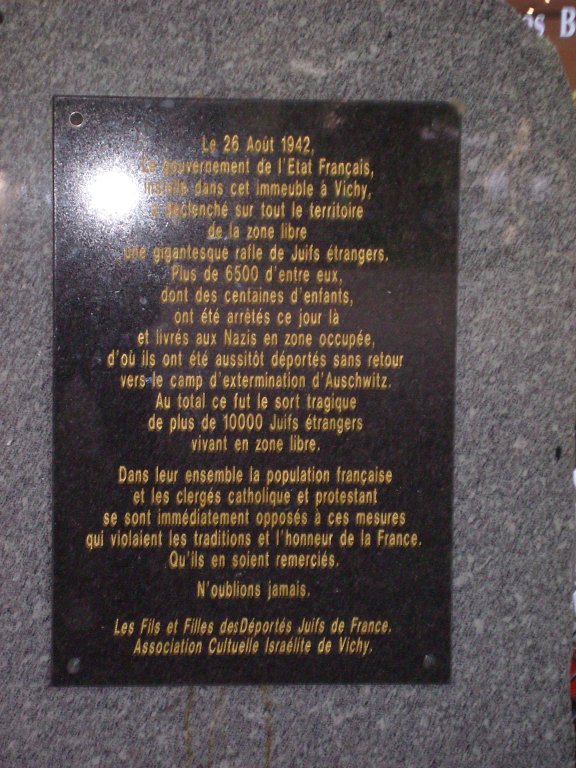 Le 26 Août 1942,
Le gouvernement de l'Etat Français,
installé dans cet immeuble à Vichy,
a déclenché sur tout le territoire
de la zone libre
une gigantesque rafle de Juifs étrangers.
Plus de 6500 d'entre eux,
dont des centaines d'enfants,
ont été arrêtés ce jour là
et livrés aux Nazis en zone occupée,
d'où ils ont été aussitôt déportés sans retour
vers le camp d'extermination d'Auschwitz.
Au total ce fut le sort tragique
de plus de 10000 Juifs étrangers
vivant en zone libre.
Dans leur ensemble la population française
et les clergés catholique et protestant
se sont immédiatement opposés à ces mesures
qui violaient les traditions et l'honneur de la France.
Qu'ils en soient remerciés.
N'oublions jamais.
Les Fils et Filles desDéportés Juifs de France.
Association Cultuelle Israélite de Vichy.